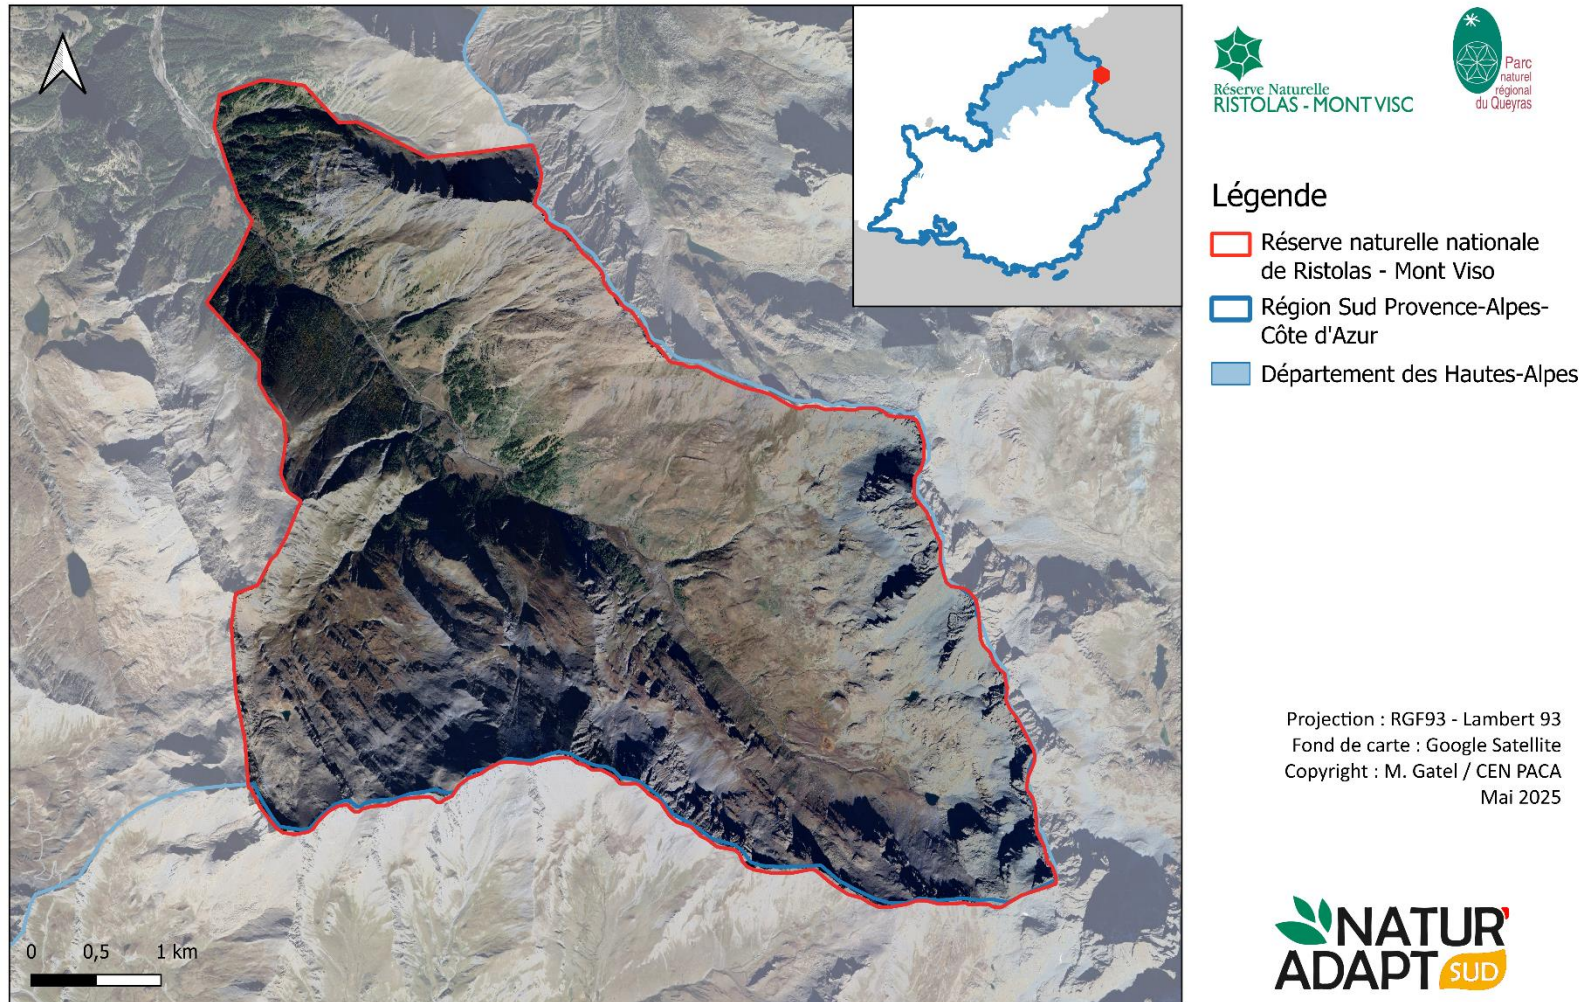 Réserve Naturelle
RISTOLAS - MONT VISO
Parc
naturel
régional
du Queyras
Légende
Réserve naturelle nationale
de Ristolas - Mont Viso
Région Sud Provence-Alpes-
Côte d'Azur
Département des Hautes-Alpes
Projection : RGF93 - Lambert 93
Fond de carte : Google Satellite
Copyright : M. Gatel / CEN PACA
Mai 2025
0 0,5 1 km
NATUR'
ADAPT SUD